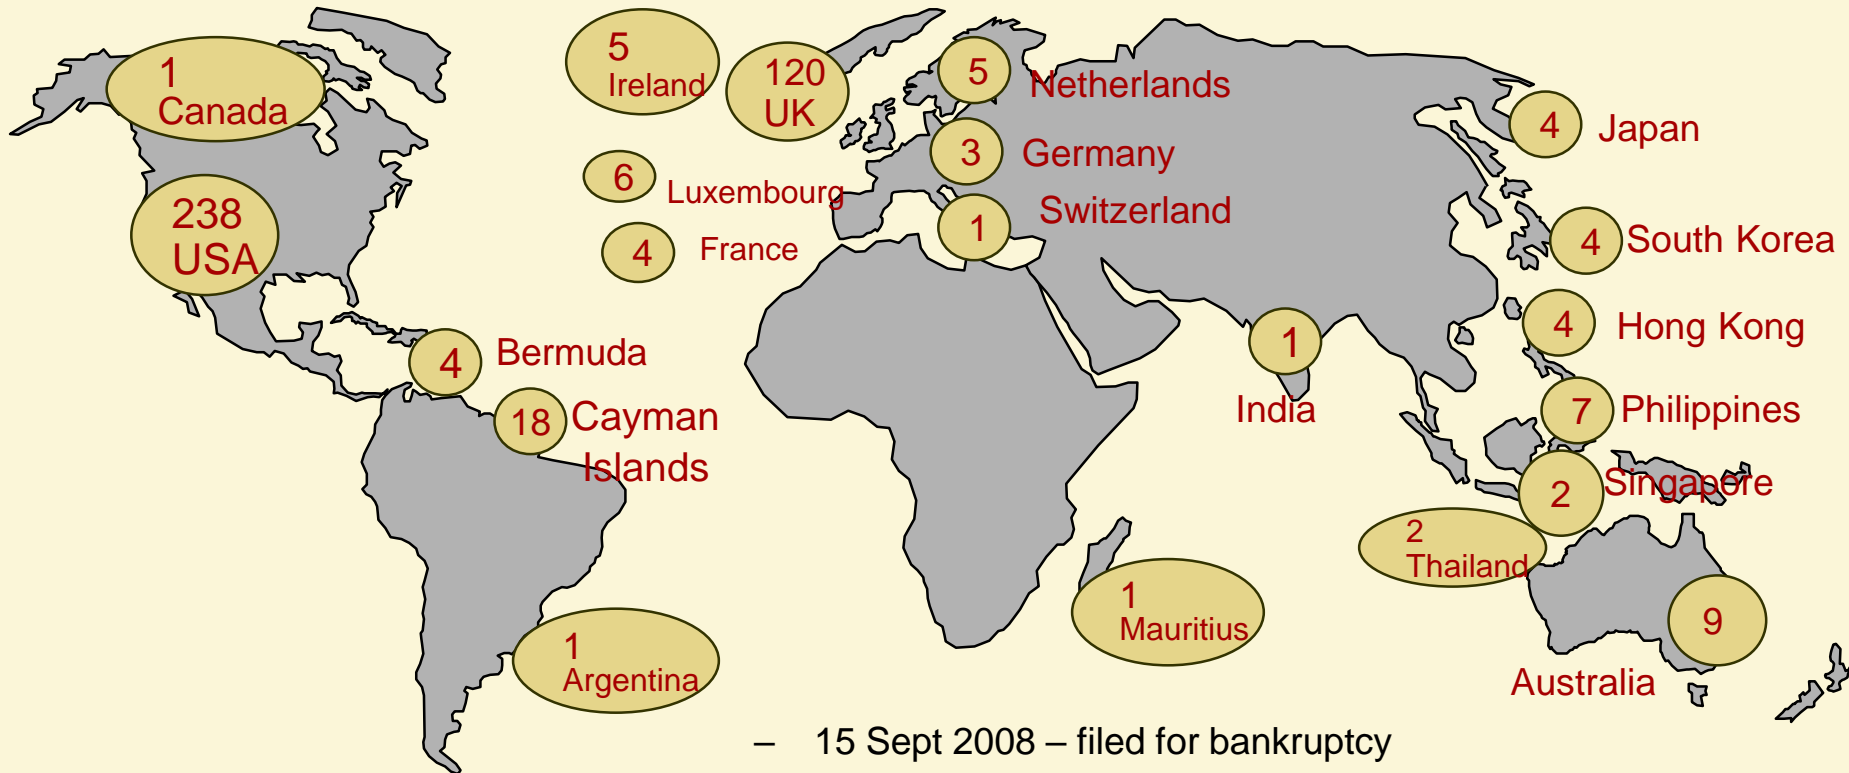 1
Canada
238
USA
5
Ireland
120
UK
6
Luxembourg
4
France
5
Netherlands
3
Germany
1
Switzerland
4
Japan
4
South Korea
4
Hong Kong
7
Philippines
2
Singapore
2
Thailand
9
Australia
1
India
4
Bermuda
18
Cayman
Islands
1
Argentina
1
Mauritius
– 15 Sept 2008 – filed for bankruptcy